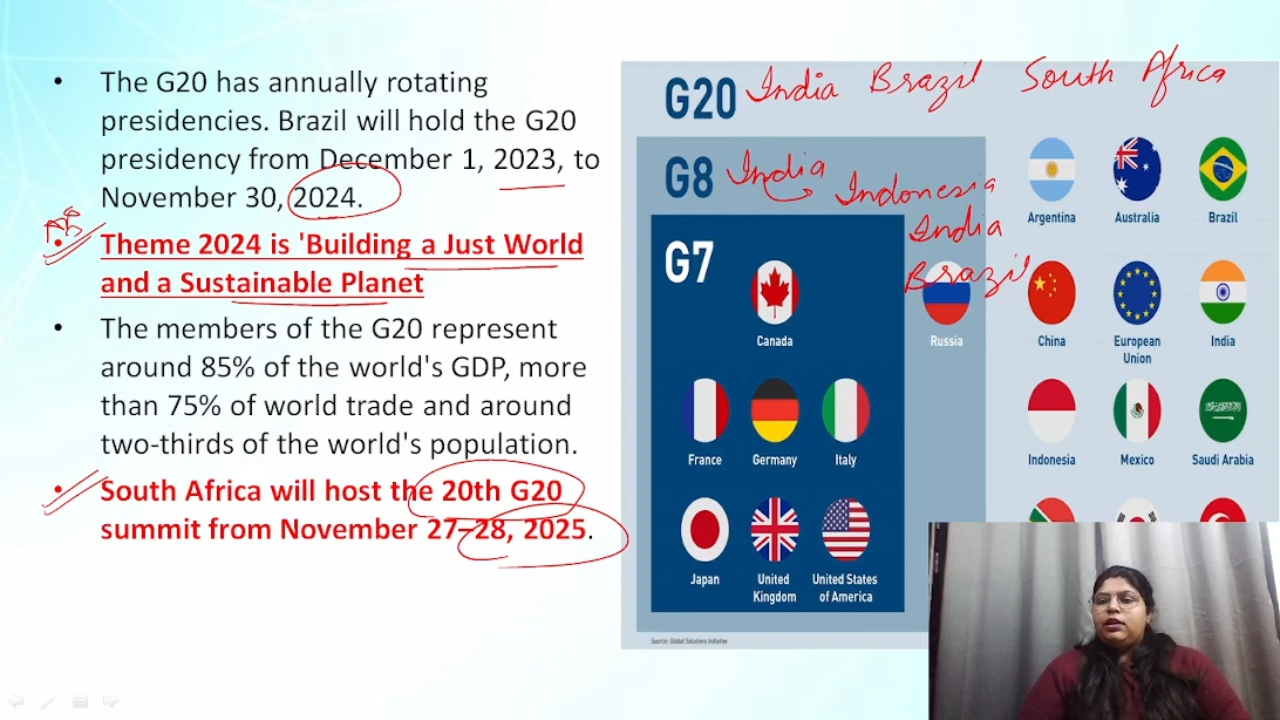 • The G20 has annually rotating
presidencies. Brazil will hold the G20
presidency from December 1, 2023, to
November 30, 2024.
• Theme 2024 is 'Building a Just World
and a Sustainable Planet
• The members of the G20 represent
around 85% of the world's GDP, more
than 75% of world trade and around
two-thirds of the world's population.
• South Africa will host the 20th G20
summit from November 27–28, 2025.
G20 India Brazil South Africa
G8 India
Indonesia
India
Brazil
G7
Canada
France Germany Italy
Japan United Kingdom United States of America
Russia
Argentina Australia Brazil
China European Union India
Indonesia Mexico Saudi Arabia
Source: Global Solutions Initiative